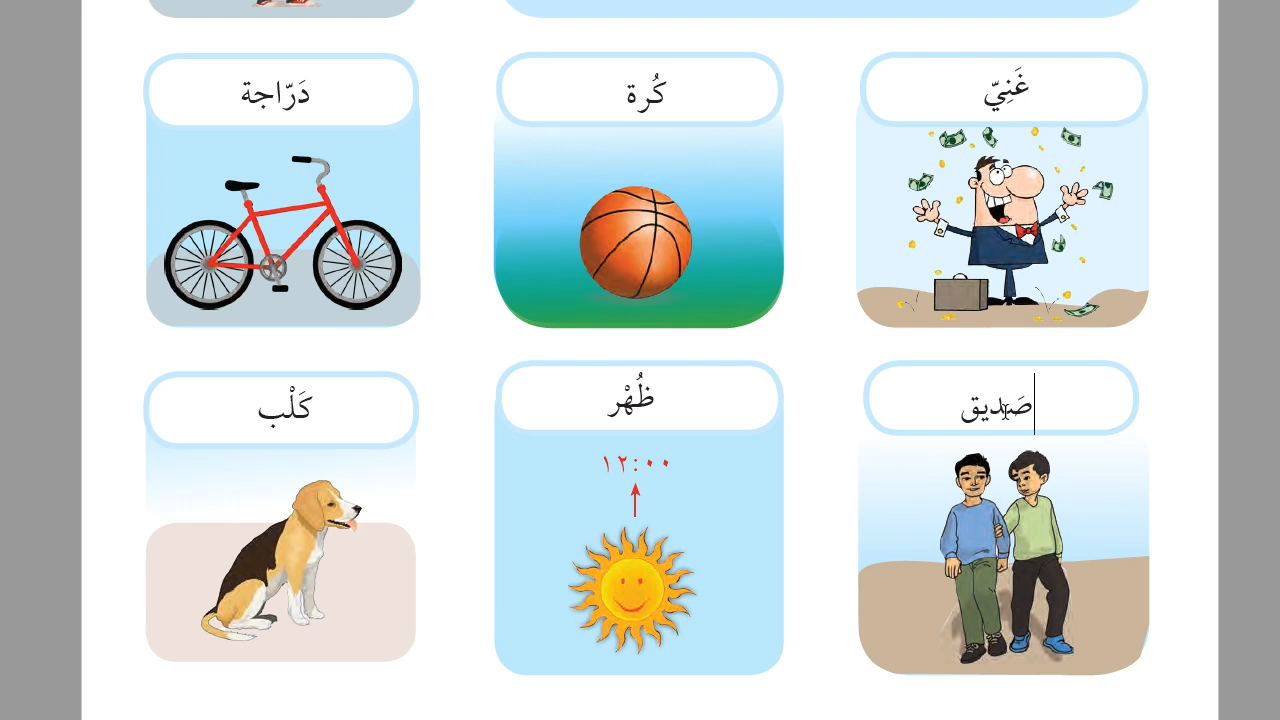 غَنِيّ
كُرة
دَرّاجة
صَديق
ظُهْر
كَلْب
١٢:٠٠